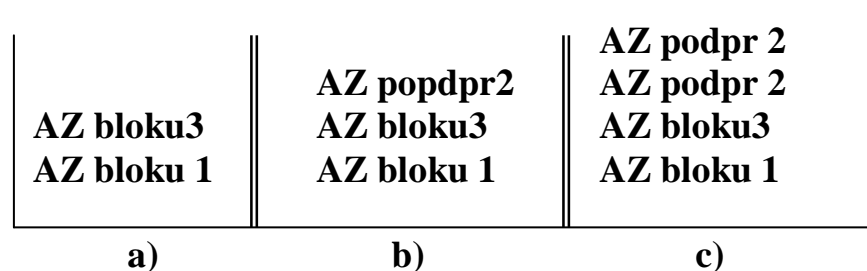 AZ bloku3
AZ bloku 1
a)
AZ popdpr2
AZ bloku3
AZ bloku 1
b)
AZ podpr 2
AZ podpr 2
AZ bloku3
AZ bloku 1
c)